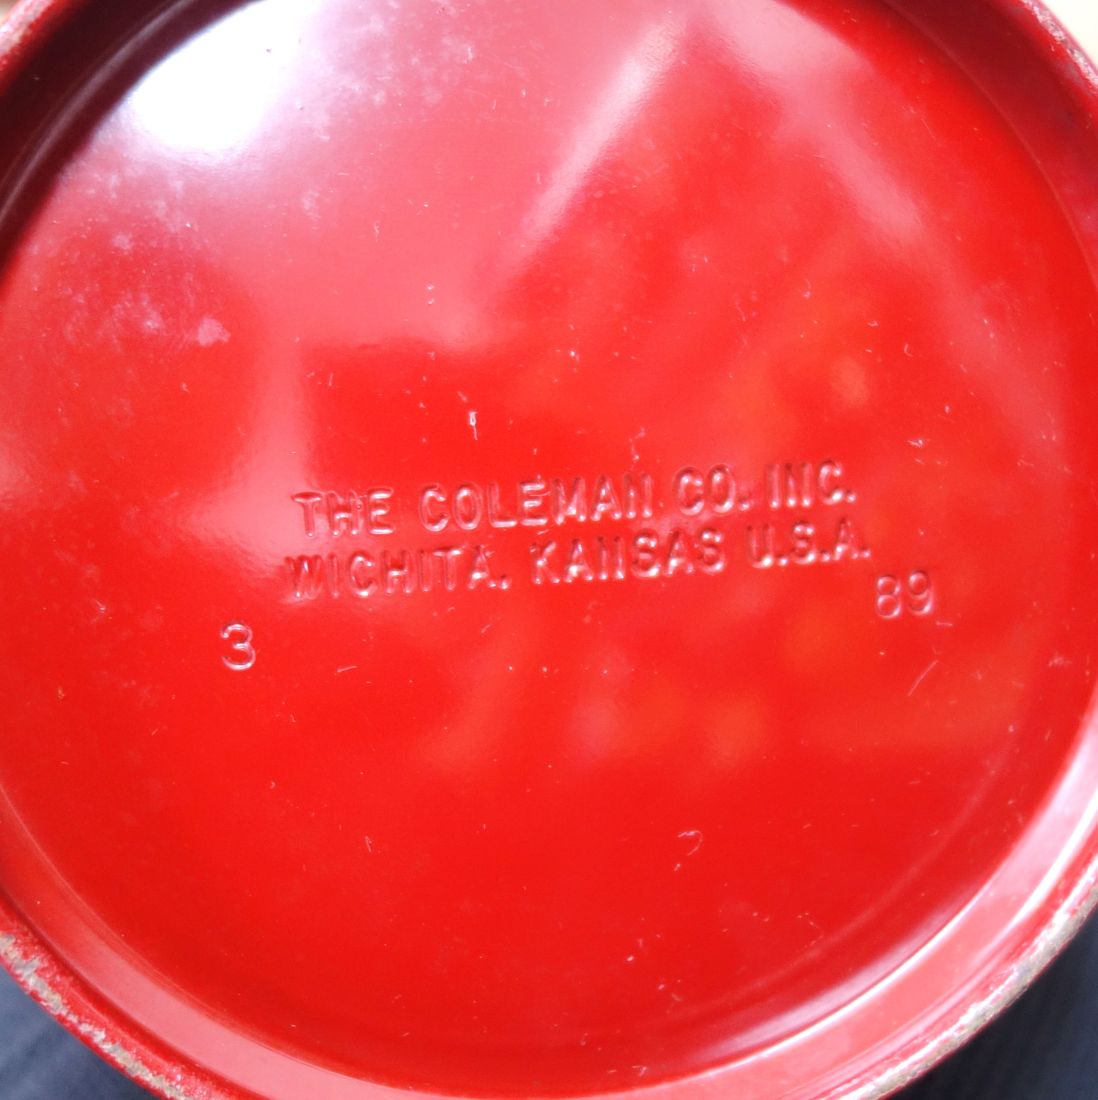 THE COLEMAN CO. INC.
WICHITA, KANSAS U.S.A.
3 89